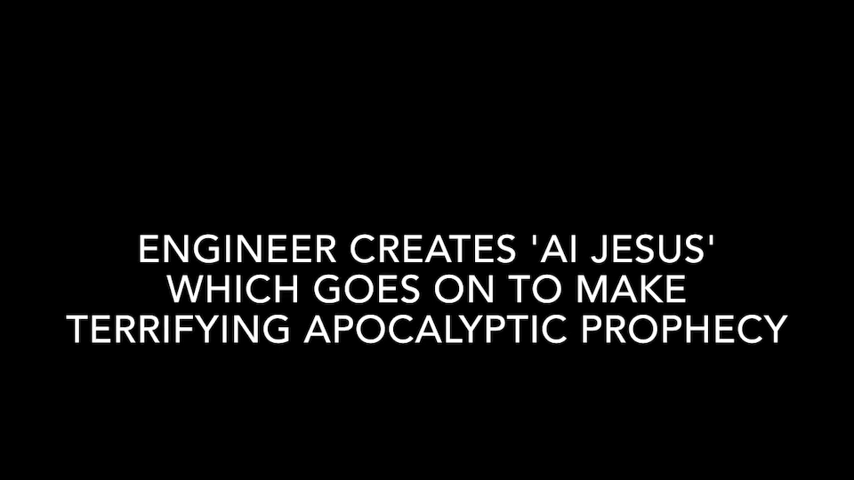 ENGINEER CREATES 'AI JESUS'
WHICH GOES ON TO MAKE
TERRIFYING APOCALYPTIC PROPHECY